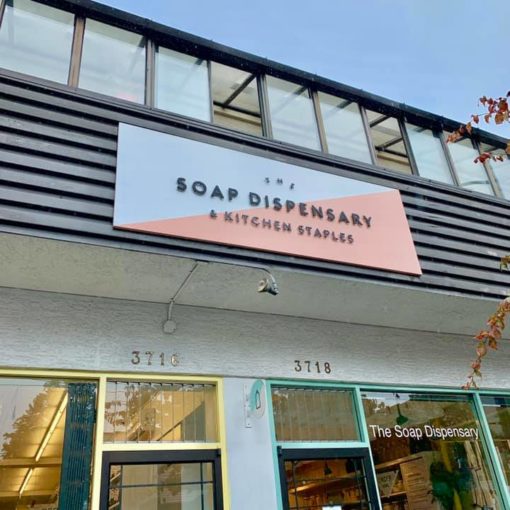 THE
SOAP DISPENSARY
& KITCHEN STAPLES
3716
3718
The Soap Dispensary